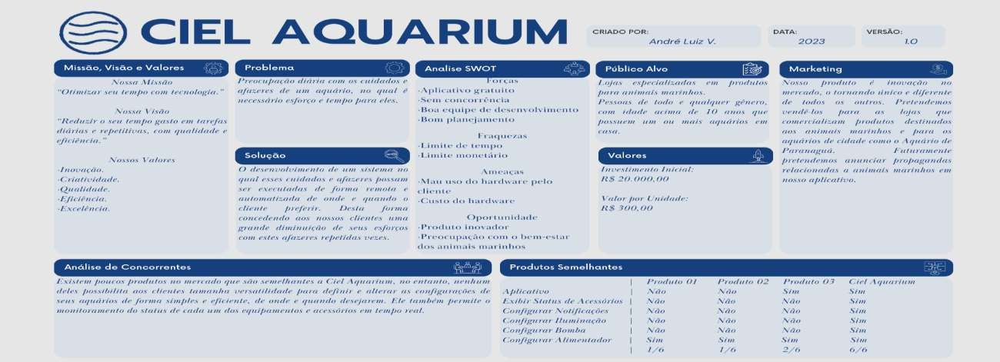 CIEL AQUARIUM
CRIADO POR:
André Luiz V.
DATA:
2023
VERSÃO:
1.0
Missão, Visão e Valores
Nossa Missão
"Otimizar seu tempo com tecnologia."
Nossa Visão
"Reduzir o seu tempo gasto em tarefas
diárias e repetitivas, com qualidade e
eficiência."
Nossos Valores
·Inovação.
·Criatividade.
·Qualidade.
·Eficiência.
·Excelência.
Problema
Preocupação diária com os cuidados e
afazeres de um aquário, no qual é
necessário esforço e tempo para eles.
Solução
O desenvolvimento de um sistema no
qual esses cuidados e afazeres possam
ser executadas de forma remota e
automatizada de onde e quando o
cliente preferir. Desta forma
concedendo aos nossos clientes uma
grande diminuição de seus esforços
com estes afazeres repetidas vezes.
Analise SWOT
Forças
·Aplicativo gratuito
·Sem concorrência
·Boa equipe de desenvolvimento
·Bom planejamento
Fraquezas
·Limite de tempo
·Limite monetário
Ameaças
·Mau uso do hardware pelo
cliente
·Custo do hardware
Oportunidade
·Produto inovador
·Preocupação com o bem-estar
dos animais marinhos
Público Alvo
Lojas especializadas em produtos
para animais marinhos.
Pessoas de todo e qualquer gênero,
com idade acima de 10 anos que
possuem um ou mais aquários em
casa.
Valores
Investimento Inicial:
R$ 20.000,00
Valor por Unidade:
R$ 300,00
Marketing
Nosso produto é inovação no
mercado, o tornando único e diferente
de todos os outros. Pretendemos
vendê-los para as lojas que
comercializam produtos destinados
aos animais marinhos e para os
aquários de cidade como o Aquário de
Paranaguá. Futuramente
pretendemos anunciar propagandas
relacionadas a animais marinhos em
nosso aplicativo.
Análise de Concorrentes
Existem poucos produtos no mercado que são semelhantes a Ciel Aquarium, no entanto, nenhum
deles possibilita aos clientes tamanha versatilidade para definir e alterar as configurações de
seus aquários de forma simples e eficiente, de onde e quando desejarem. Ele também permite o
monitoramento do status de cada um dos equipamentos e acessórios em tempo real.
Produtos Semelhantes
| Produto 01 Produto 02 Produto 03 Ciel Aquarium
Aplicativo | Não Não Sim Sim
Exibir Status de Acessórios | Não Não Não Sim
Configurar Notificações | Não Não Não Sim
Configurar Iluminação | Não Não Não Sim
Configurar Bomba | Não Não Não Sim
Configurar Alimentador | Sim Sim Sim Sim
| 1/6 1/6 2/6 6/6